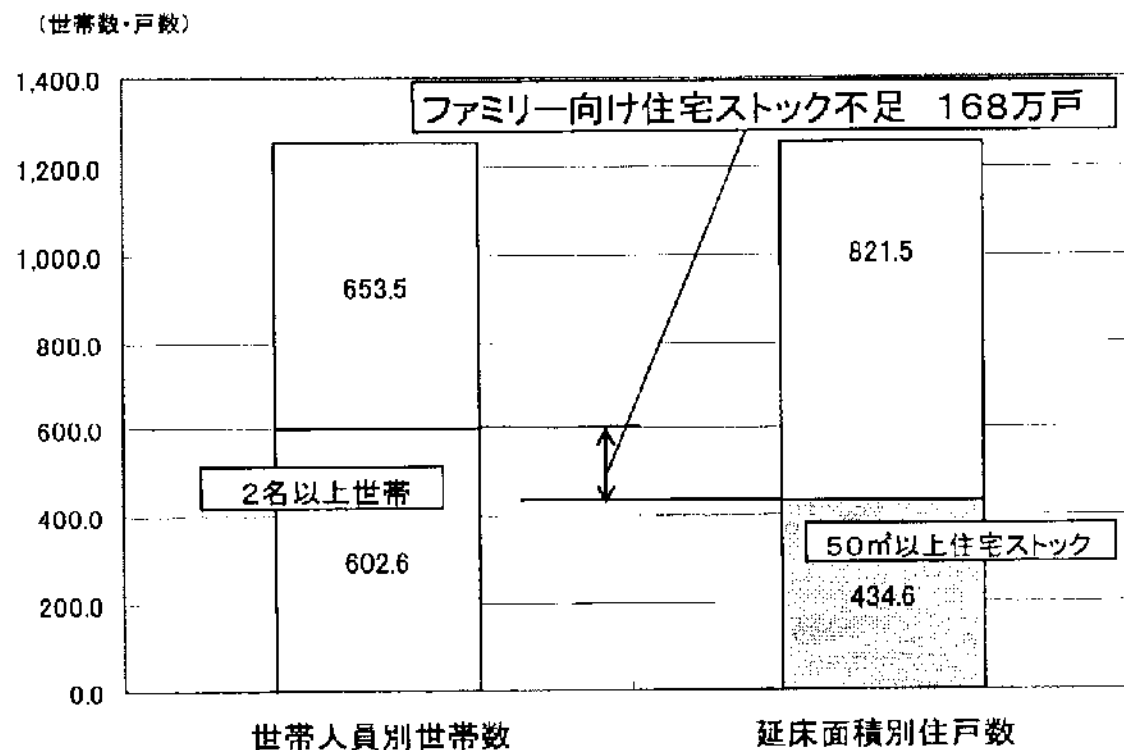 （世帯数・戸数）
1,400.0
ファミリー向け住宅ストック不足　168万戸
1,200.0
1,000.0
821.5
653.5
800.0
600.0
2名以上世帯
400.0
50㎡以上住宅ストック
602.6
434.6
200.0
0.0
世帯人員別世帯数
延床面積別住戸数